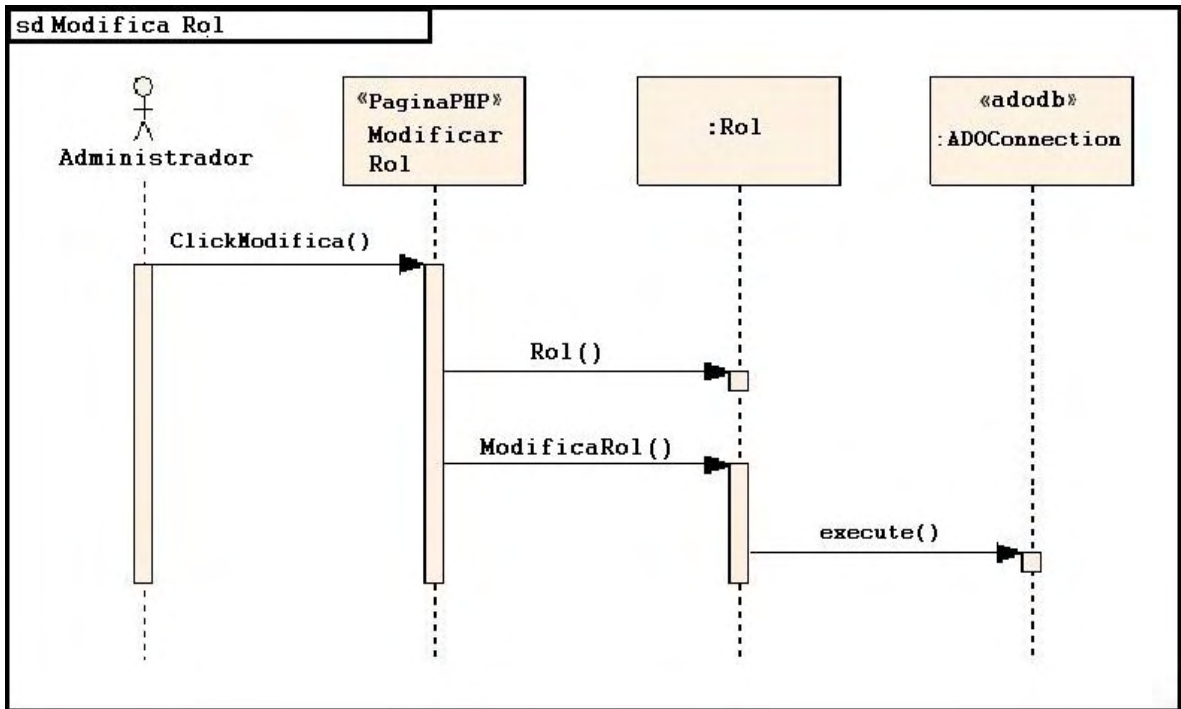 sd Modifica Rol
Administrador
«PaginaPHP»
Modificar
Rol
:Rol
«adodb»
:ADOConnection
ClickModifica()
Rol()
ModificaRol()
execute()